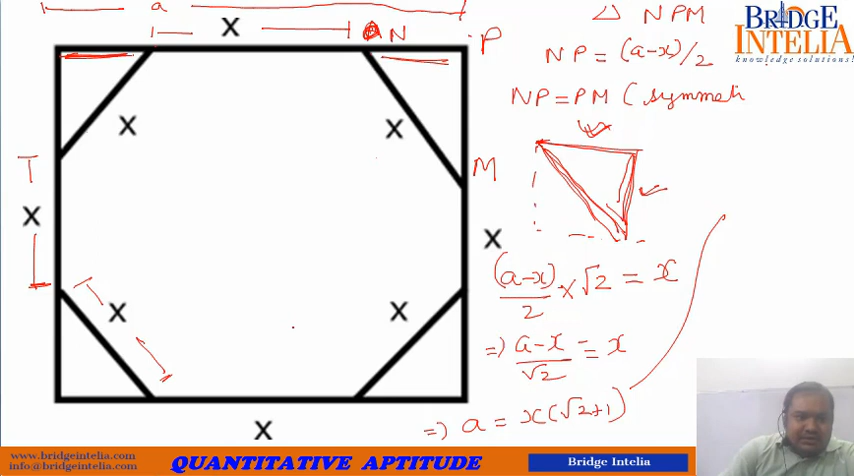 a
x
N
P
Δ NPM
NP = (a-x)/2
NP = PM ( Symmeti
BRIDGE
INTELIA
knowledge solutions!
x
x
T
M
x
x
x
x
(a-x)/2 × √2 = x
=) a-x/√2 = x
=) a = x(√2+1)
x
www.bridgeintelia.com
info@bridgeintelia.com
QUANTITATIVE APTITUDE
Bridge Intelia